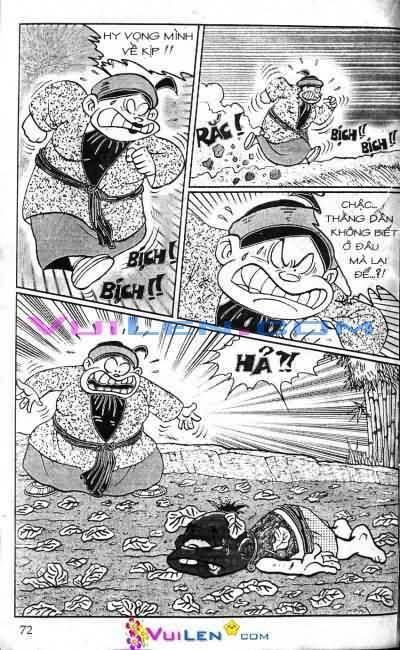 HY VỌNG MÌNH
VỀ KỊP !!
BỊCH!
BỊCH!!
RẮC!
BỊCH!!
BỊCH!!
CHẬC...
THẰNG DẦN
KHÔNG BIẾT
Ở ĐÂU
MÀ LẠI
ĐỂ...?!
VuiLen.com
HẢ?!
72
VuiLen.com